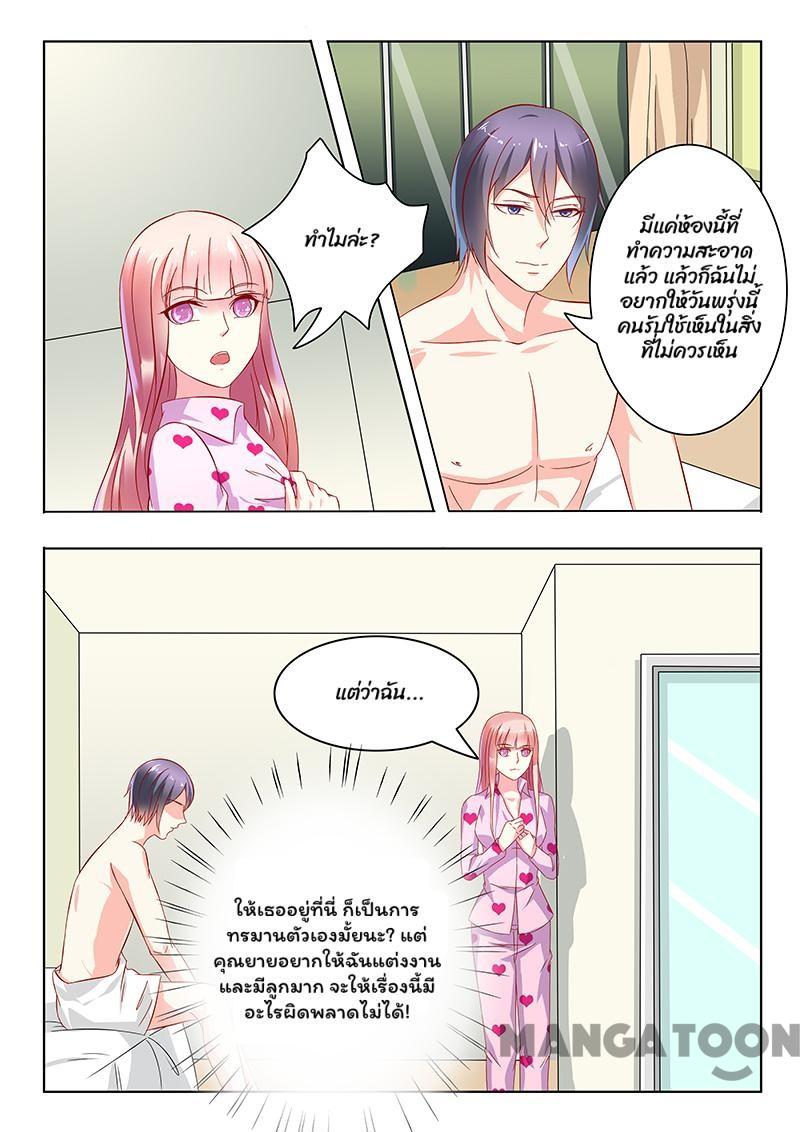 ทำไมล่ะ?
มีแค่ห้องนี้ที่
ทำความสะอาด
แล้ว แล้วก็ฉันไม่
อยากให้วันพรุ่งนี้
คนรับใช้เห็นในสิ่ง
ที่ไม่ควรเห็น
แต่ว่าฉัน...
ให้เธออยู่ที่นี่ ก็เป็นการ
ทรมานตัวเองมั้ยนะ? แต่
คุณยายอยากให้ฉันแต่งงาน
และมีลูกมาก จะให้เรื่องนี้มี
อะไรผิดพลาดไม่ได้!
MANGATOON